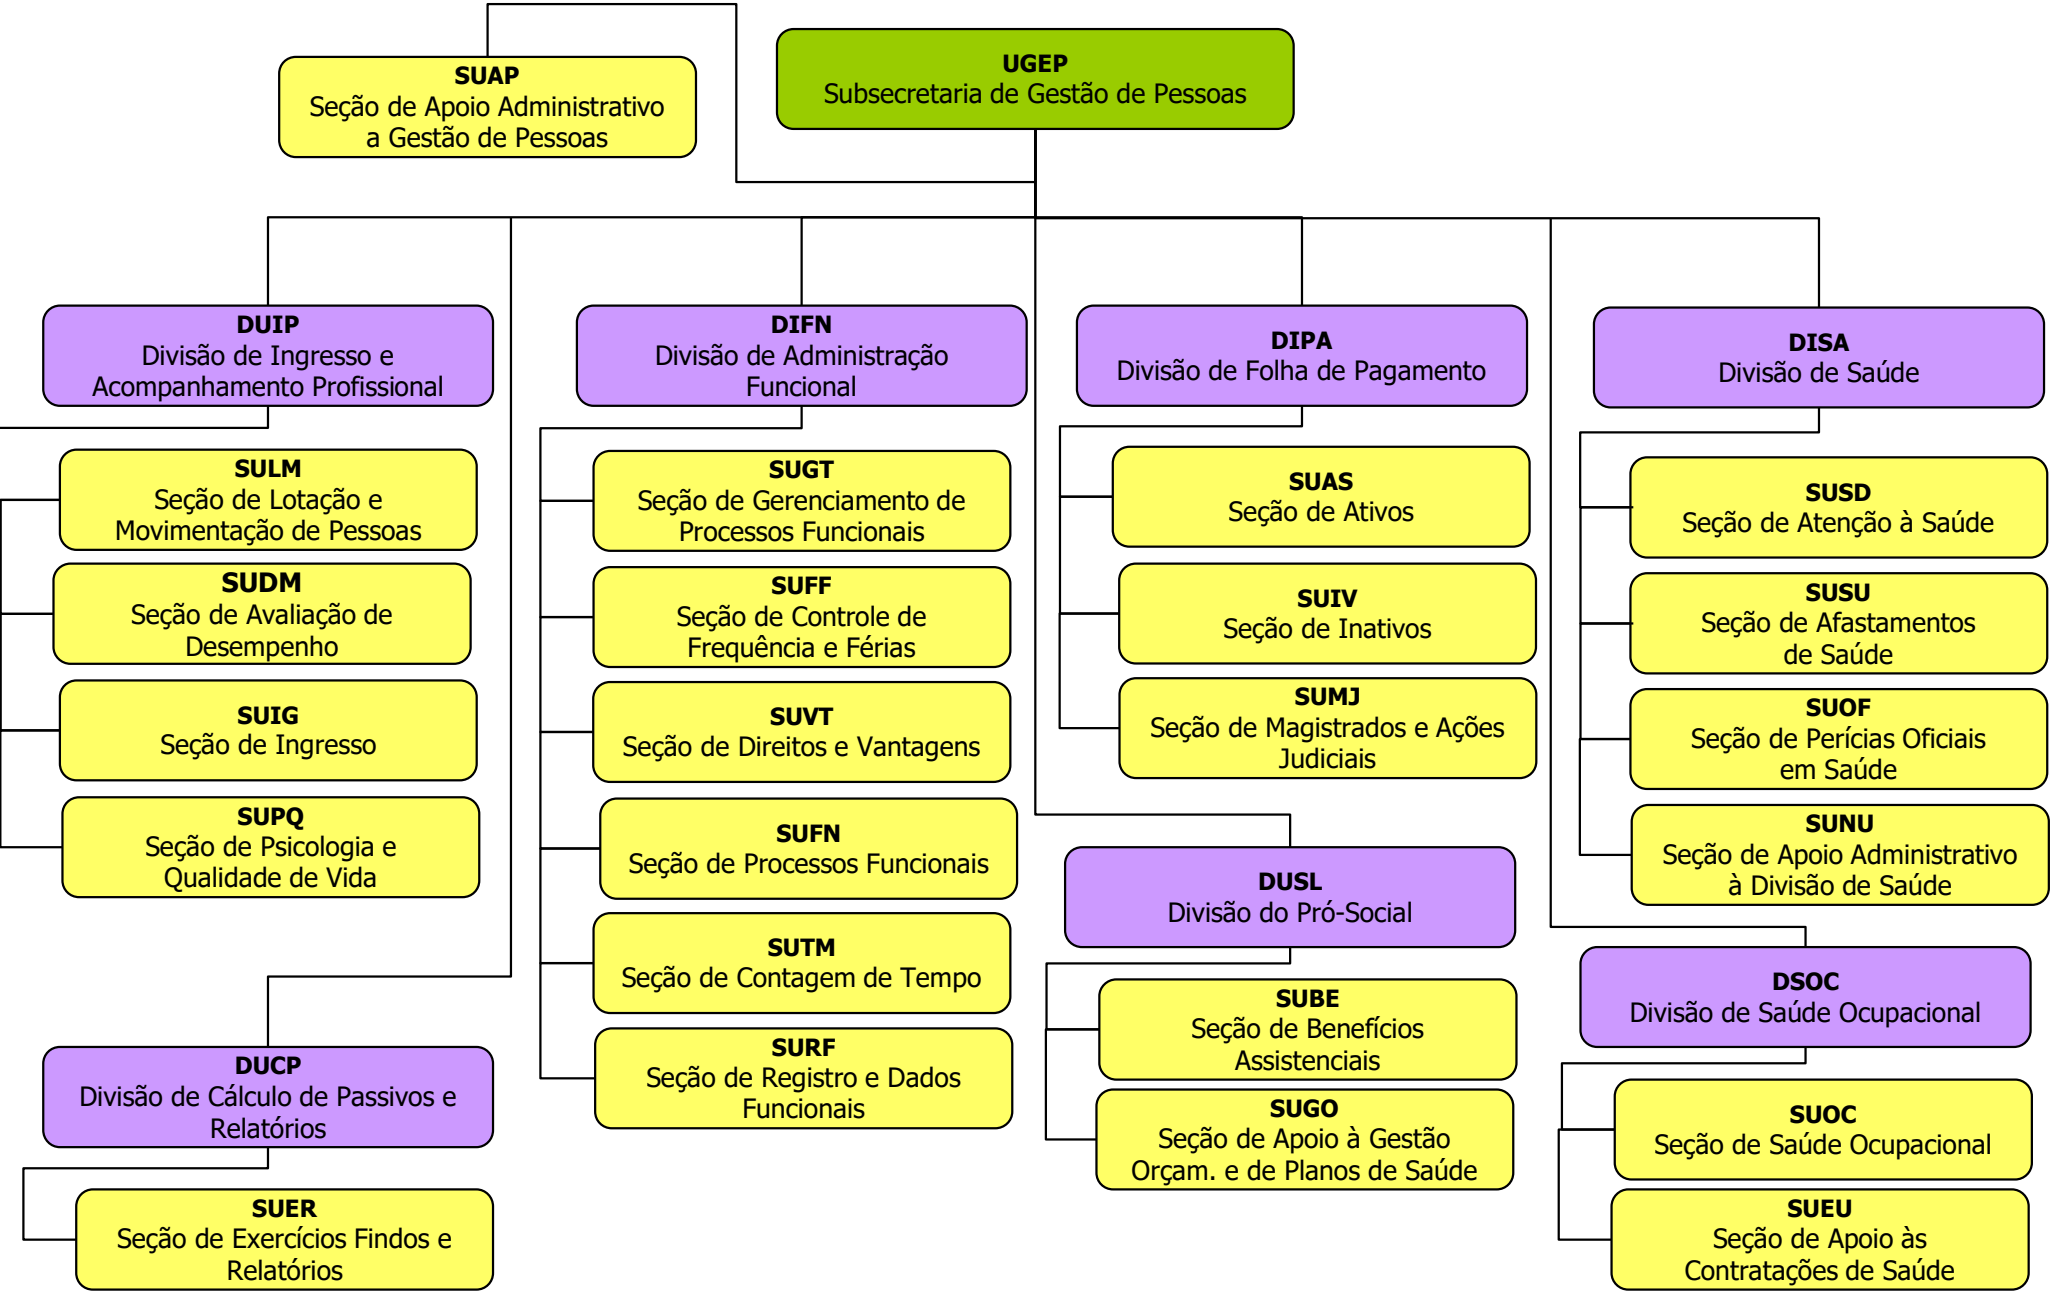 UGEP
Subsecretaria de Gestão de Pessoas
SUAP
Seção de Apoio Administrativo
a Gestão de Pessoas
DUIP
Divisão de Ingresso e
Acompanhamento Profissional
SULM
Seção de Lotação e
Movimentação de Pessoas
SUDM
Seção de Avaliação de
Desempenho
SUIG
Seção de Ingresso
SUPQ
Seção de Psicologia e
Qualidade de Vida
DUCP
Divisão de Cálculo de Passivos e
Relatórios
SUER
Seção de Exercícios Findos e
Relatórios
DIFN
Divisão de Administração
Funcional
SUGT
Seção de Gerenciamento de
Processos Funcionais
SUFF
Seção de Controle de
Frequência e Férias
SUVT
Seção de Direitos e Vantagens
SUFN
Seção de Processos Funcionais
SUTM
Seção de Contagem de Tempo
SURF
Seção de Registro e Dados
Funcionais
DIPA
Divisão de Folha de Pagamento
SUAS
Seção de Ativos
SUIV
Seção de Inativos
SUMJ
Seção de Magistrados e Ações
Judiciais
DUSL
Divisão do Pró-Social
SUBE
Seção de Benefícios
Assistenciais
SUGO
Seção de Apoio à Gestão
Orçam. e de Planos de Saúde
DISA
Divisão de Saúde
SUSD
Seção de Atenção à Saúde
SUSU
Seção de Afastamentos
de Saúde
SUOF
Seção de Perícias Oficiais
em Saúde
SUNU
Seção de Apoio Administrativo
à Divisão de Saúde
DSOC
Divisão de Saúde Ocupacional
SUOC
Seção de Saúde Ocupacional
SUEU
Seção de Apoio às
Contratações de Saúde